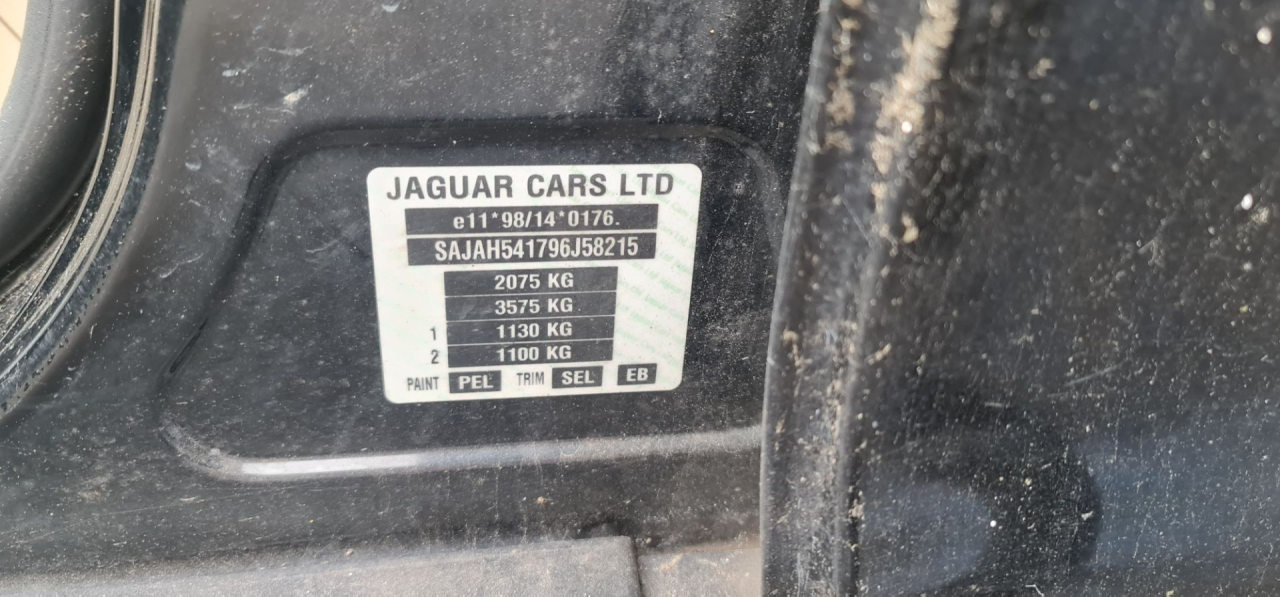 JAGUAR CARS LTD
e11*98/14*0176.
SAJAH541796J58215
2075 KG
3575 KG
1 1130 KG
2 1100 KG
PAINT PEL TRIM SEL EB